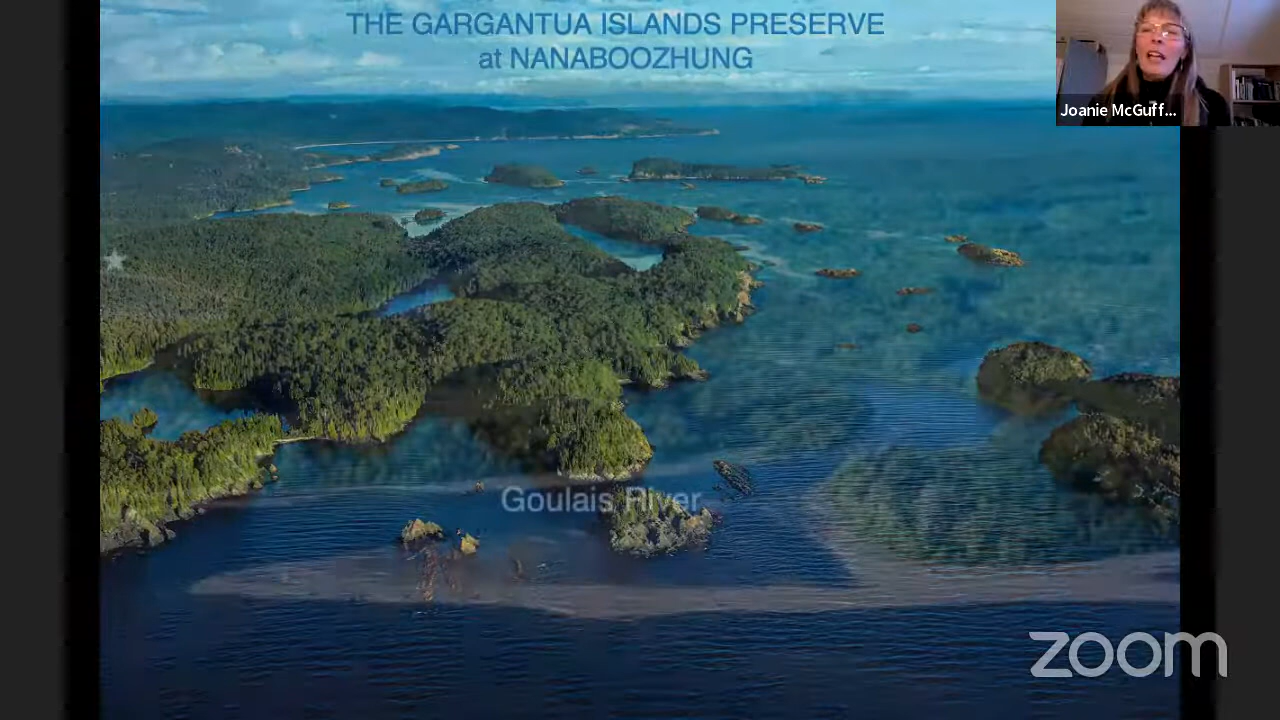 THE GARGANTUA ISLANDS PRESERVE
at NANABOOZHUNG
Joanie McGuff...
Goulais River
zoom